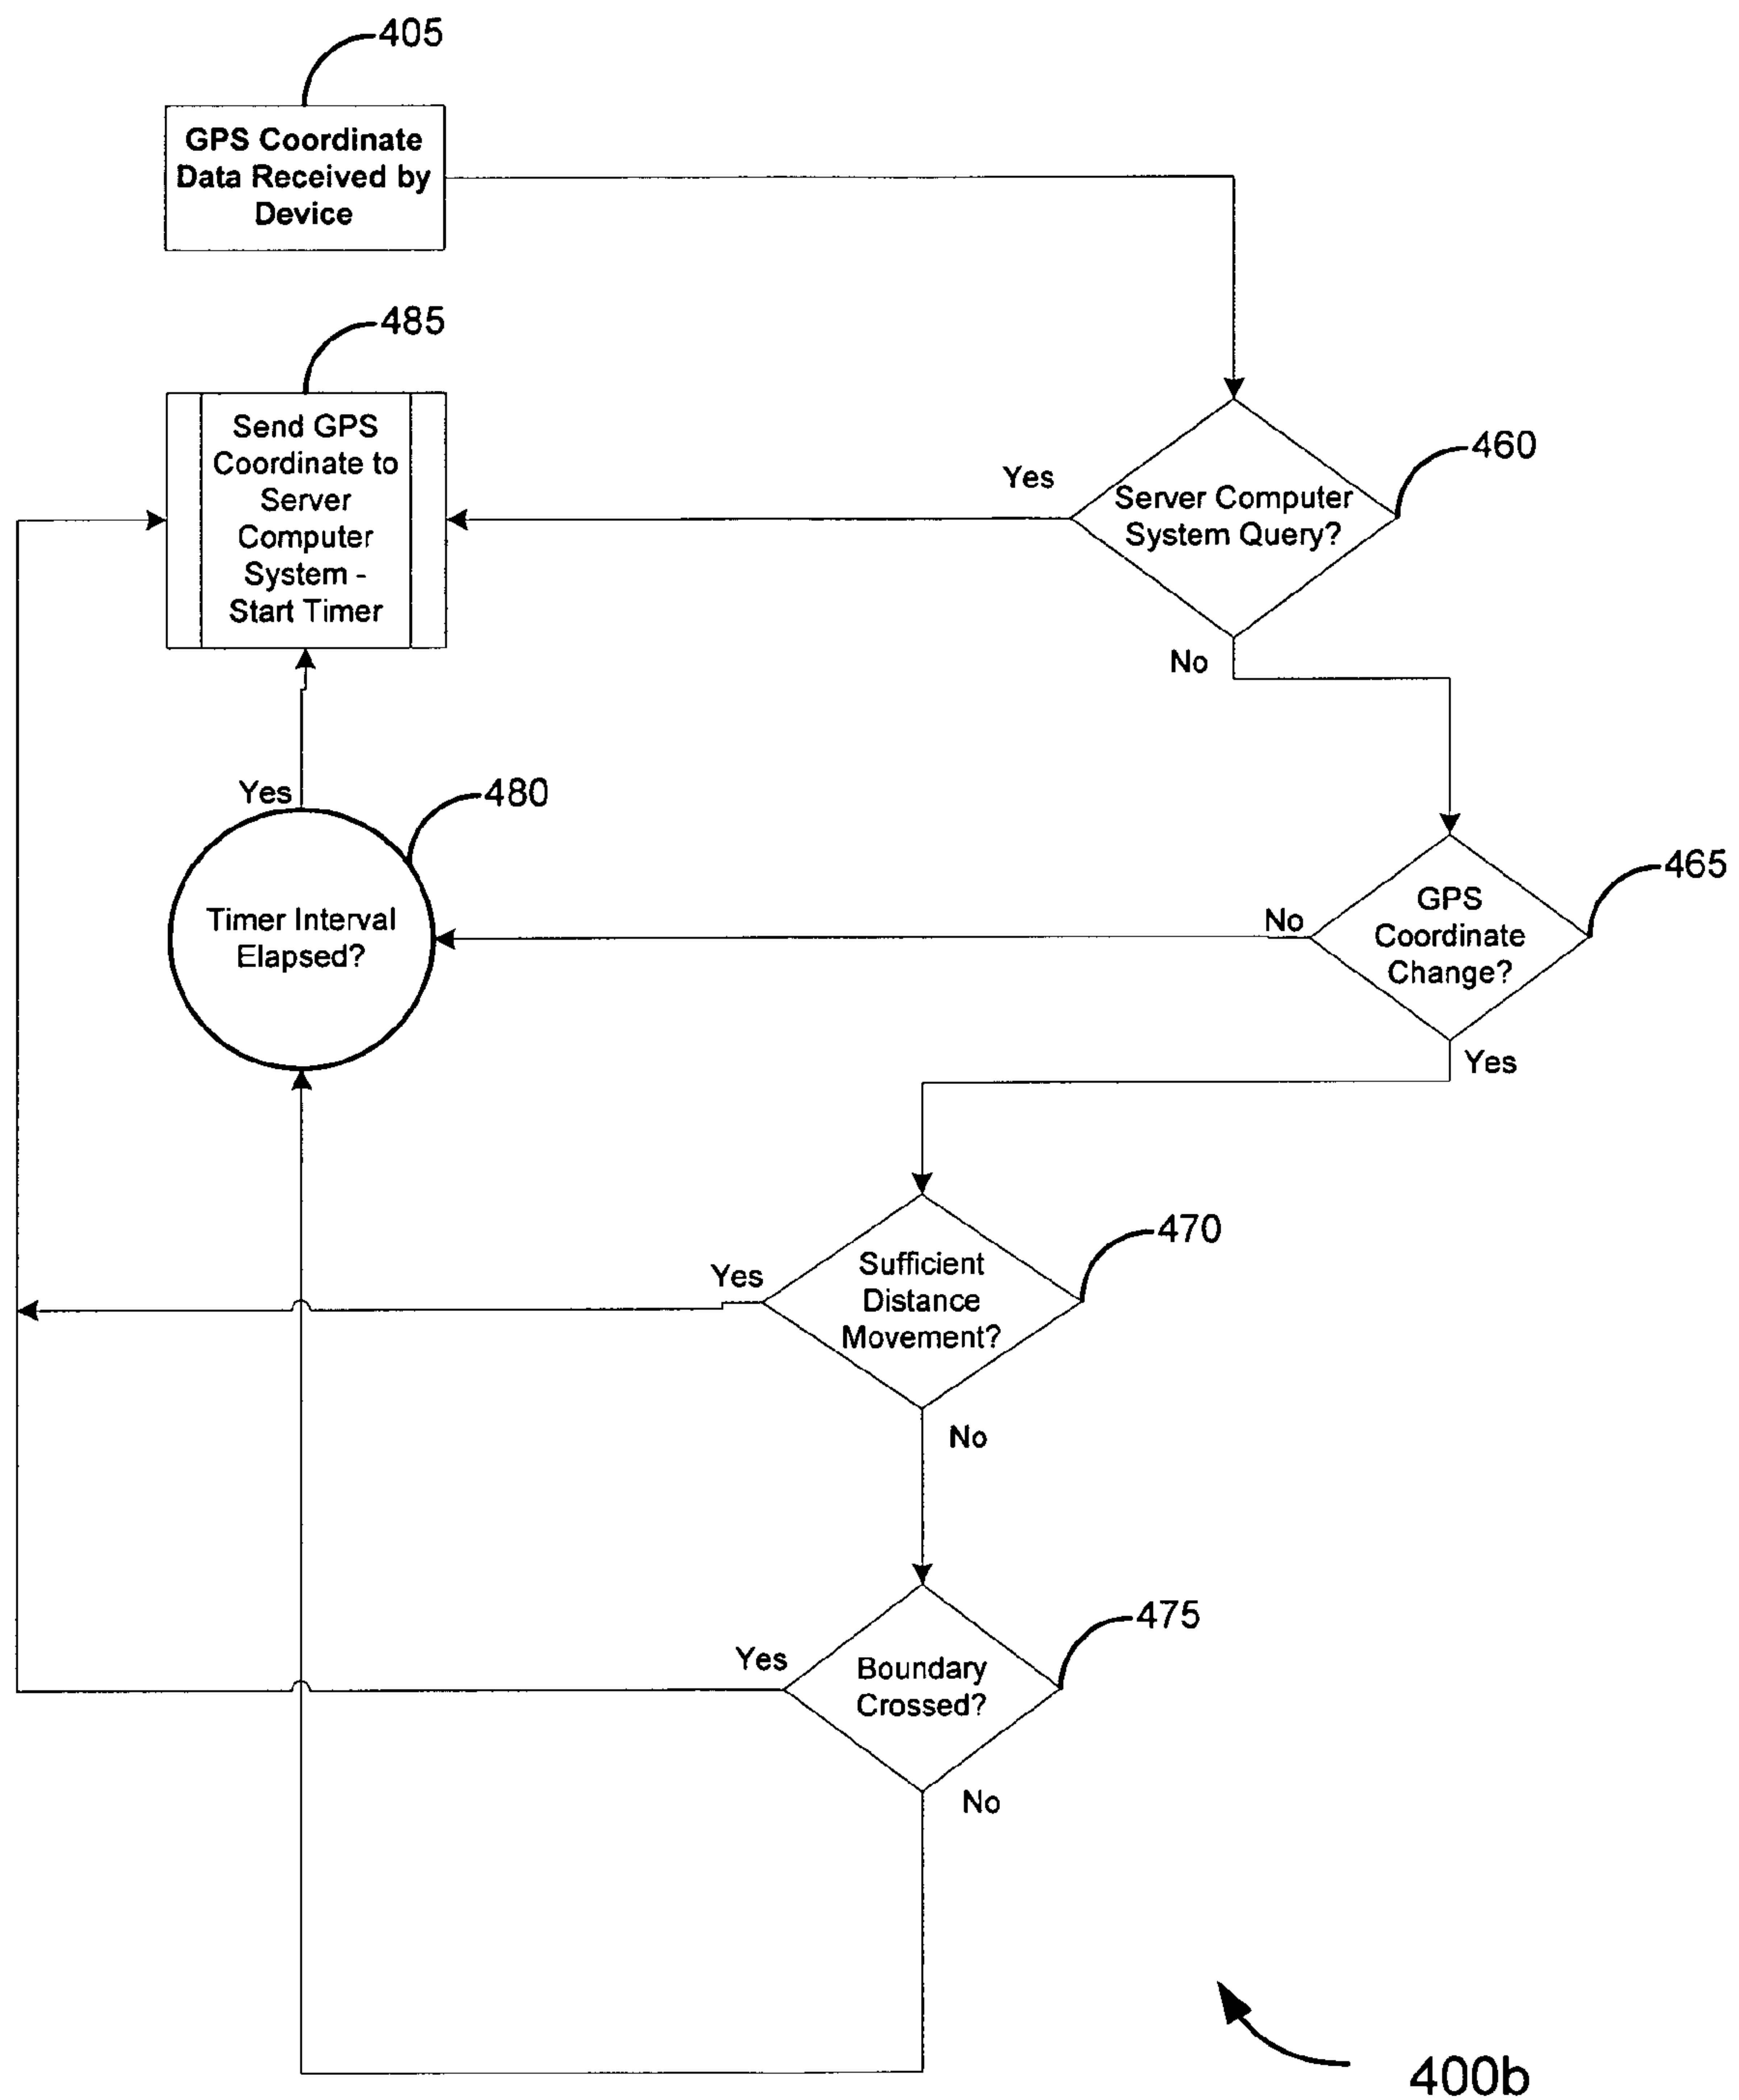 405
GPS Coordinate
Data Received by
Device
485
Send GPS
Coordinate to
Server
Computer
System -
Start Timer
Yes
Server Computer
System Query?
460
No
Yes
480
Timer Interval
Elapsed?
No
GPS
Coordinate
Change?
465
Yes
Yes
Sufficient
Distance
Movement?
470
No
Yes
Boundary
Crossed?
475
No
400b